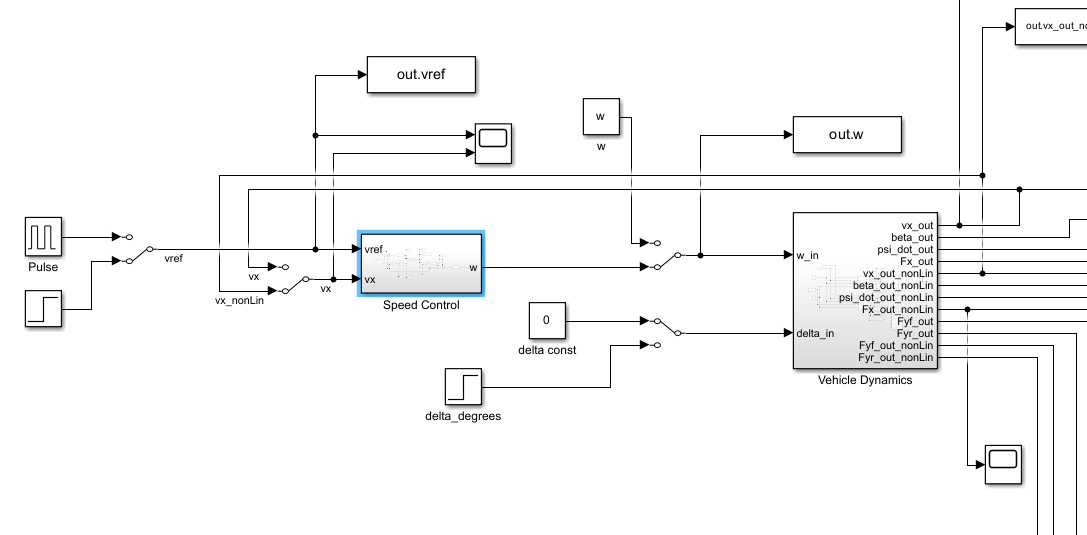 out.vx_out_no
out.vref
w
w
out.w
Pulse
vref
vref
vx
w
vx
vx
vx_nonLin
Speed Control
0
delta const
delta_degrees
w_in
delta_in
vx_out
beta_out
psi_dot_out
Fx_out
vx_out_nonLin
beta_out_nonLin
psi_dot_out_nonLin
Fx_out_nonLin
Fyf_out
Fyr_out
Fyf_out_nonLin
Fyr_out_nonLin
Vehicle Dynamics